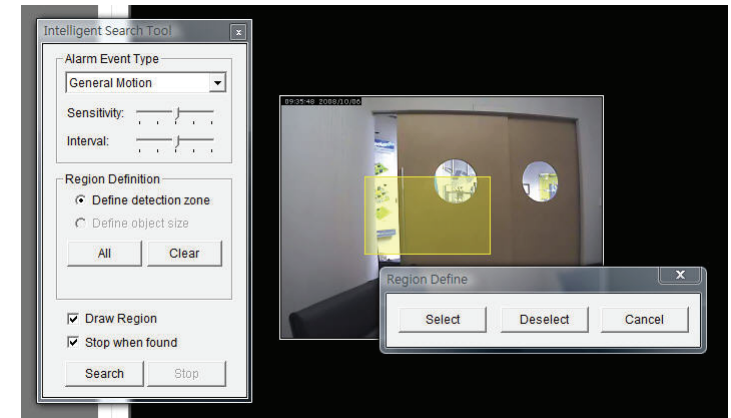 Intelligent Search Tool
x
Alarm Event Type
General Motion
Sensitivity:
Interval:
Region Definition
Define detection zone
Define object size
All Clear
Draw Region
Stop when found
Search Stop
09:35:48 2008/10/06
Region Define
x
Select Deselect Cancel